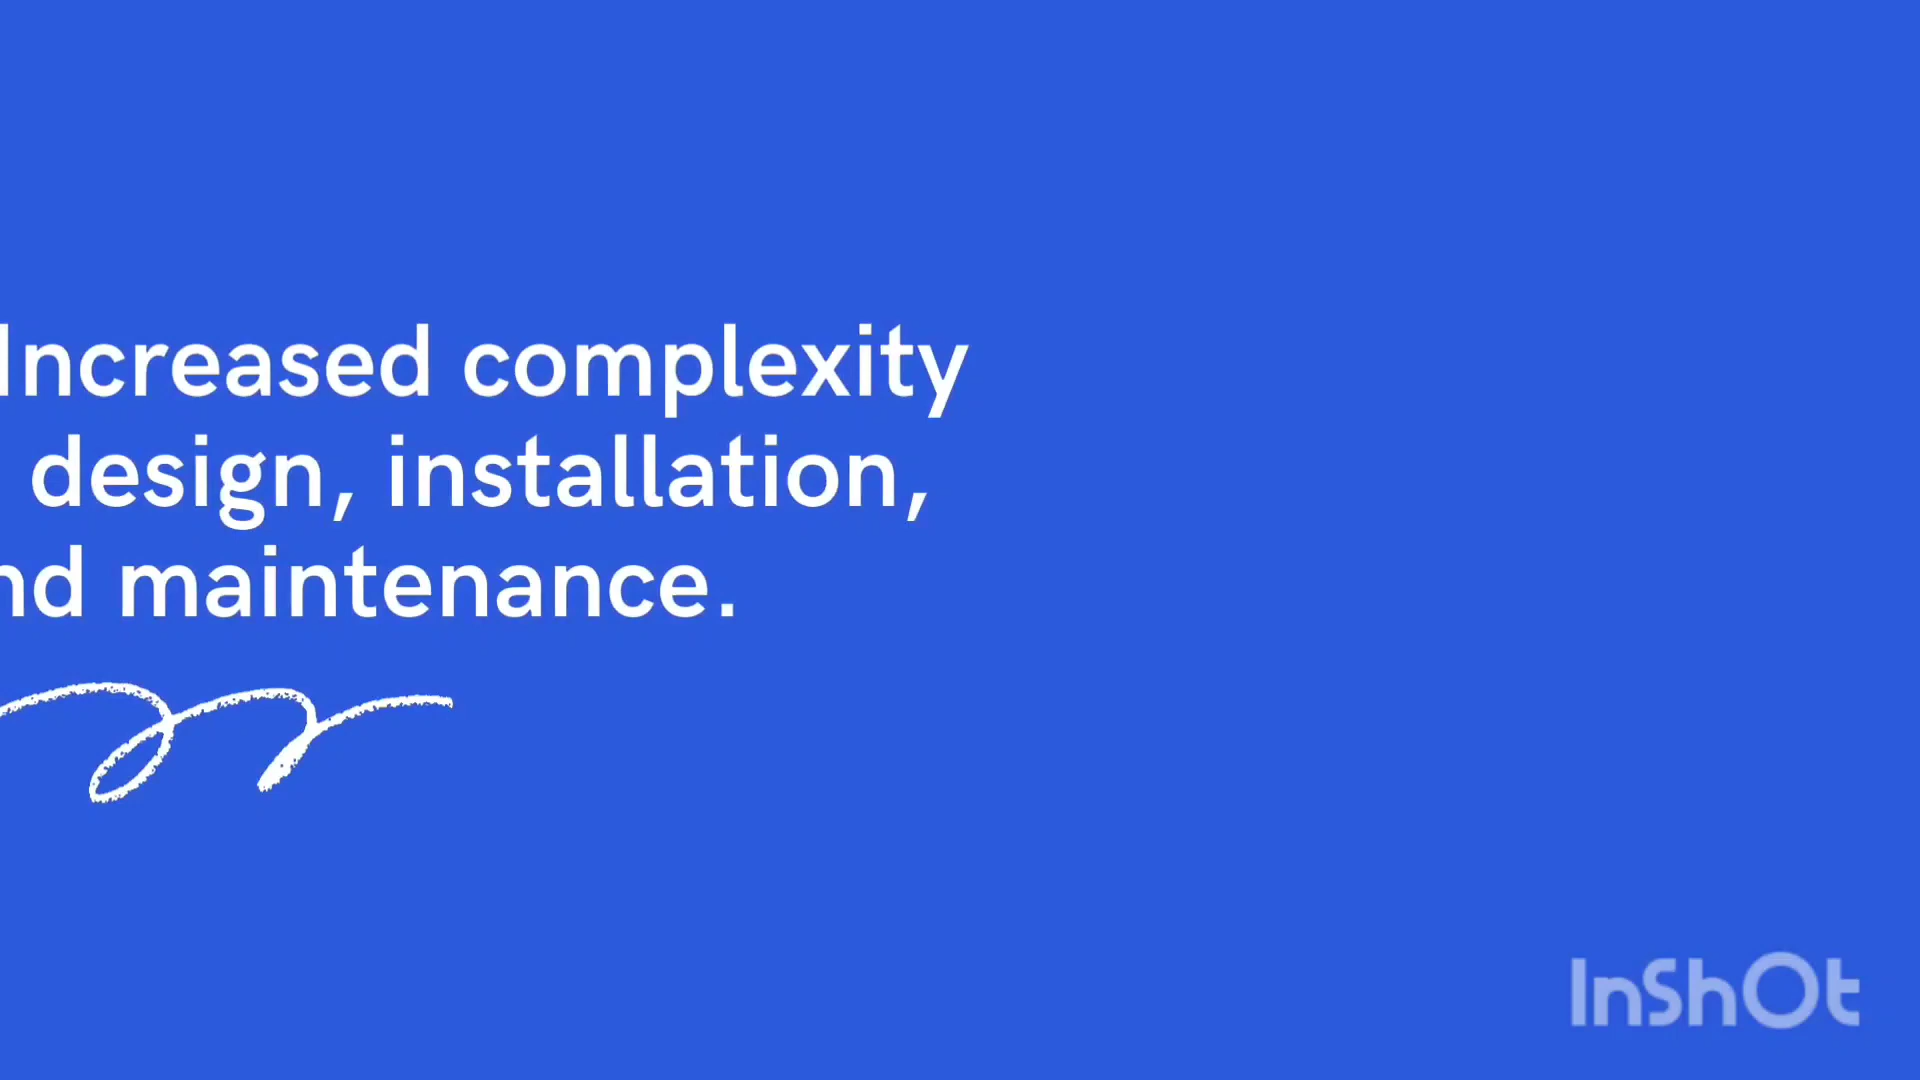 Increased complexity
design, installation,
nd maintenance.
InShOt